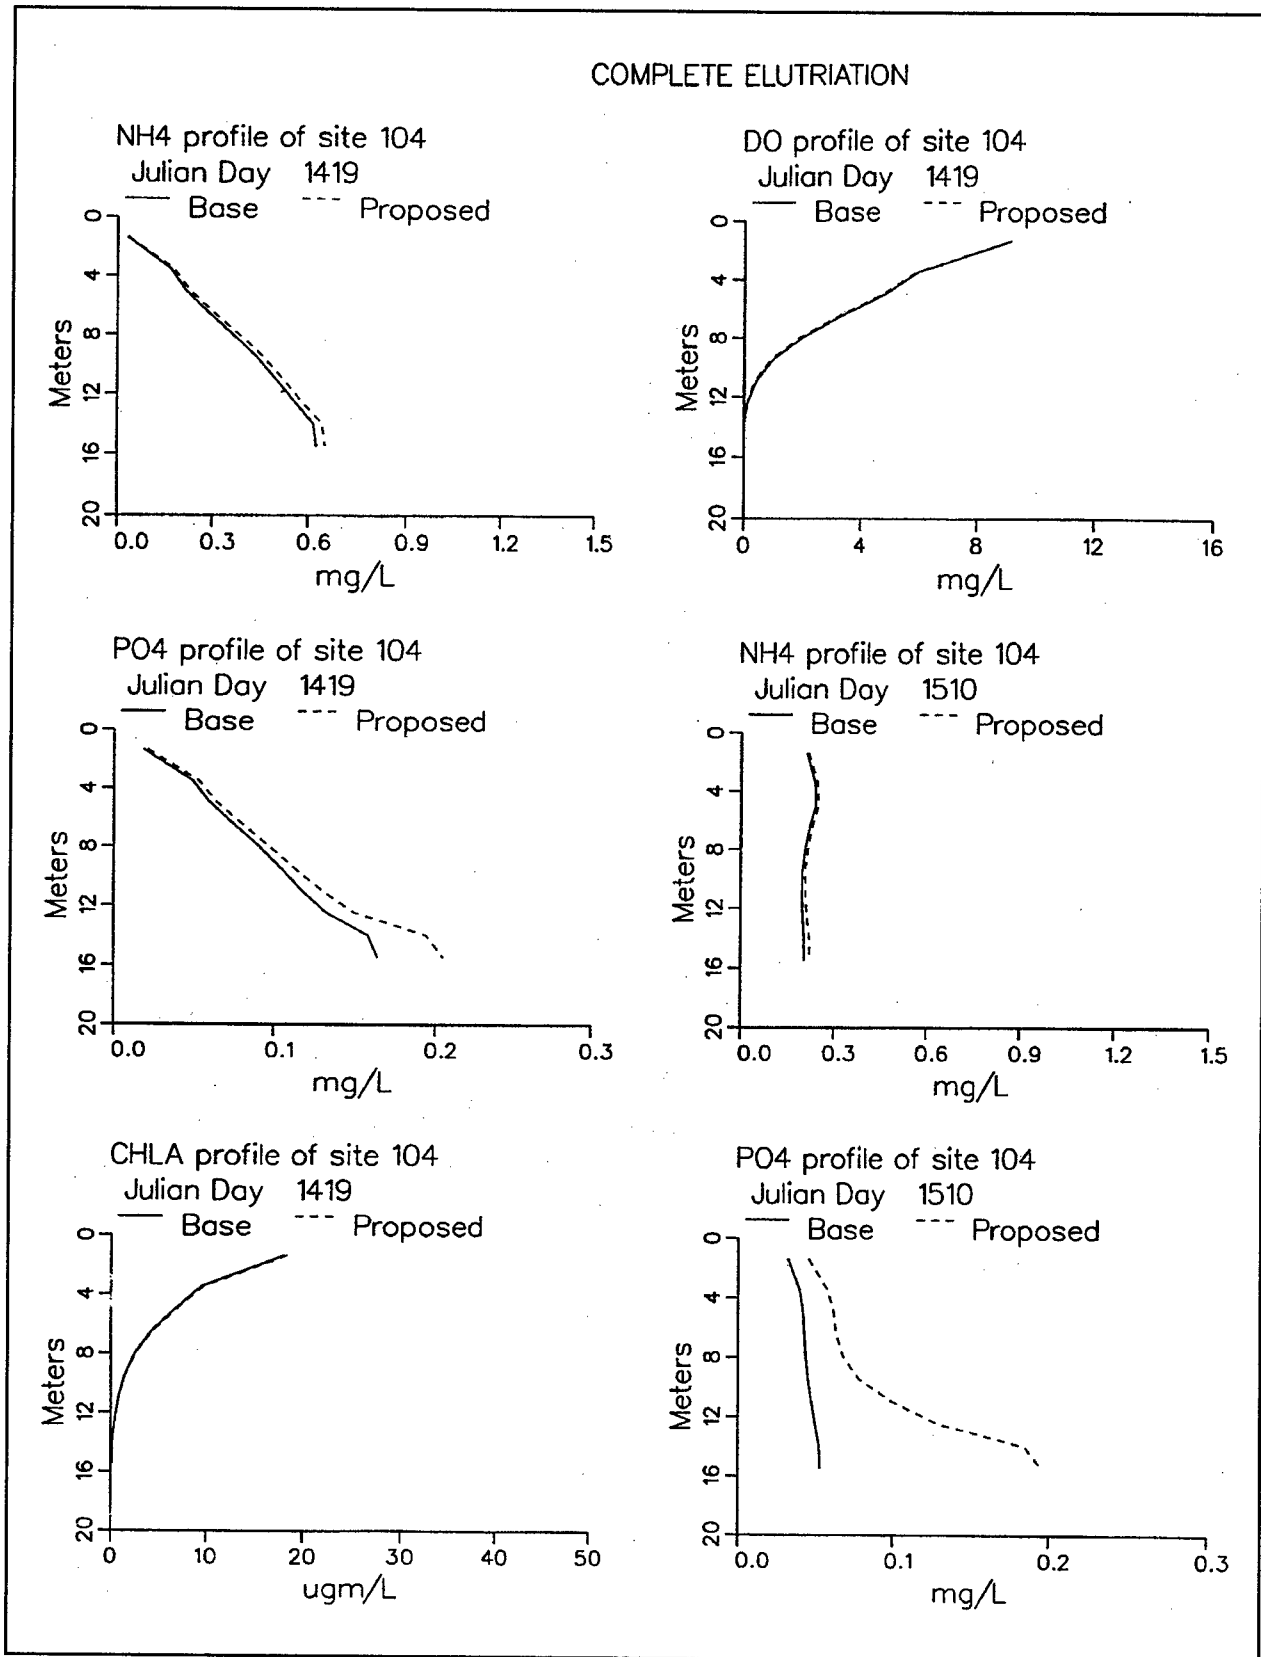 COMPLETE ELUTRIATION
NH4 profile of site 104
Julian Day 1419
Base Proposed
0
4
8
12
16
20
Meters
0.0 0.3 0.6 0.9 1.2 1.5
mg/L
DO profile of site 104
Julian Day 1419
Base Proposed
0
4
8
12
16
20
Meters
0 4 8 12 16
mg/L
PO4 profile of site 104
Julian Day 1419
Base Proposed
0
4
8
12
16
20
Meters
0.0 0.1 0.2 0.3
mg/L
NH4 profile of site 104
Julian Day 1510
Base Proposed
0
4
8
12
16
20
Meters
0.0 0.3 0.6 0.9 1.2 1.5
mg/L
CHLA profile of site 104
Julian Day 1419
Base Proposed
0
4
8
12
16
20
Meters
0 10 20 30 40 50
ugm/L
PO4 profile of site 104
Julian Day 1510
Base Proposed
0
4
8
12
16
20
Meters
0.0 0.1 0.2 0.3
mg/L